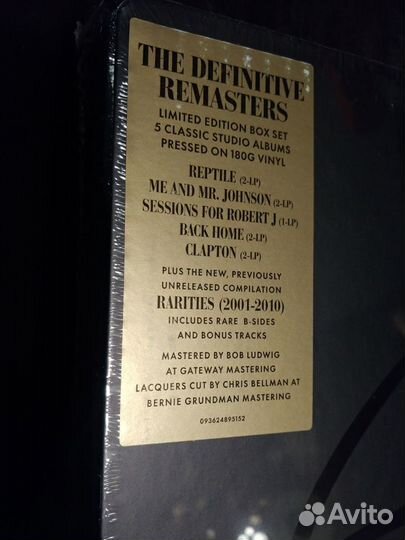 THE DEFINITIVE
REMASTERS
LIMITED EDITION BOX SET
5 CLASSIC STUDIO ALBUMS
PRESSED ON 180G VINYL
REPTILE (2-LP)
ME AND MR. JOHNSON (2-LP)
SESSIONS FOR ROBERT J (1-LP)
BACK HOME (2-LP)
CLAPTON (2-LP)
PLUS THE NEW, PREVIOUSLY
UNRELEASED COMPILATION
RARITIES (2001-2010)
INCLUDES RARE B-SIDES
AND BONUS TRACKS
MASTERED BY BOB LUDWIG
AT GATEWAY MASTERING
LACQUERS CUT BY CHRIS BELLMAN AT
BERNIE GRUNDMAN MASTERING
093624895152
Avito